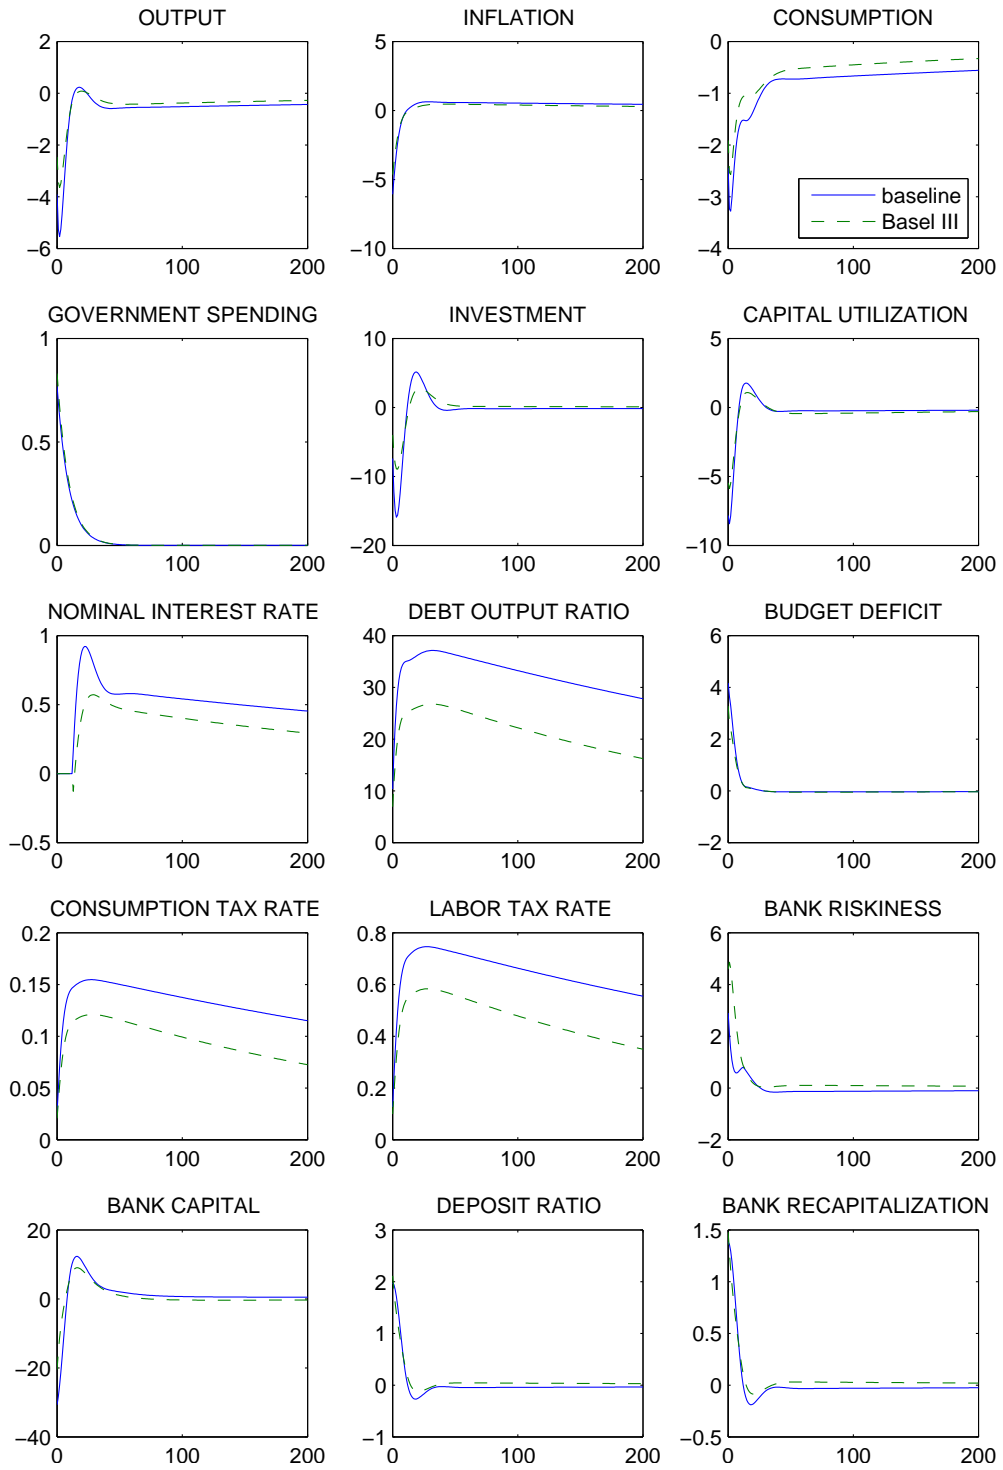 OUTPUT INFLATION CONSUMPTION
2 5 0
0 0 −1
−2 −2
−4 −5 −3
−6 −10 −4
baseline
Basel III
0 100 200 0 100 200 0 100 200
GOVERNMENT SPENDING INVESTMENT CAPITAL UTILIZATION
1 10 5
0 0
0.5 −10 −5
0 −20 −10
0 100 200 0 100 200 0 100 200
NOMINAL INTEREST RATE DEBT OUTPUT RATIO BUDGET DEFICIT
1 40 6
0.5 30 4
20 2
0 10 0
−0.5 0 −2
0 100 200 0 100 200 0 100 200
CONSUMPTION TAX RATE LABOR TAX RATE BANK RISKINESS
0.2 0.8 6
0.15 0.6 4
0.1 0.4 2
0.05 0.2 0
0 0 −2
0 100 200 0 100 200 0 100 200
BANK CAPITAL DEPOSIT RATIO BANK RECAPITALIZATION
20 3 1.5
0 2 1
1 0.5
−20 0 0
−40 −1 −0.5
0 100 200 0 100 200 0 100 200